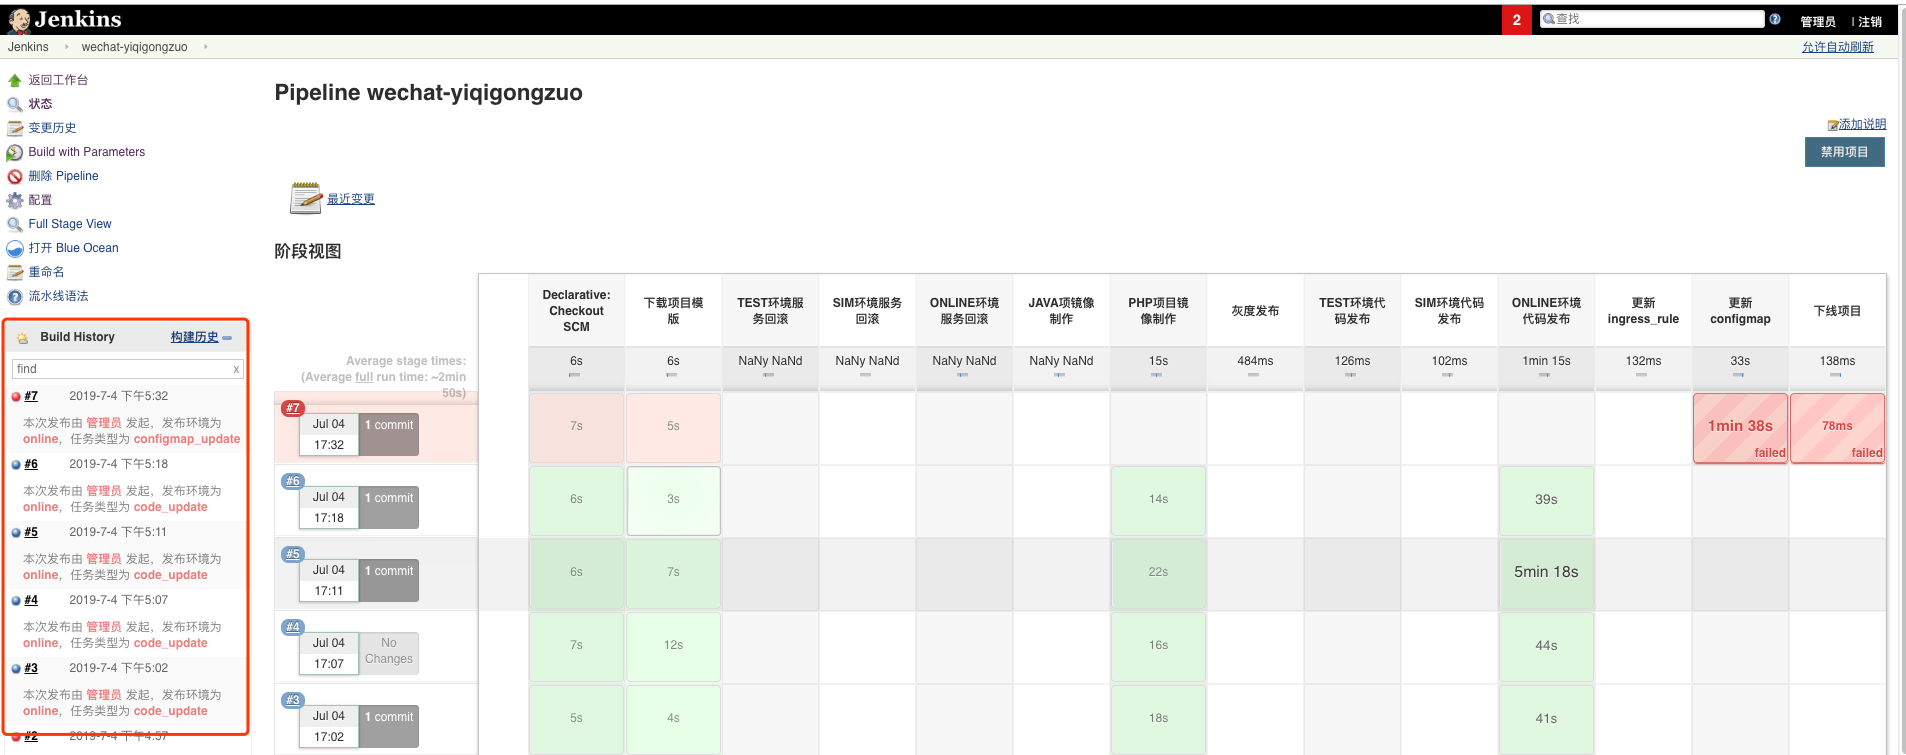 Jenkins
2
查找
管理员
| 注销
Jenkins
wechat-yiqigongzuo
允许自动刷新
返回工作台
状态
变更历史
Build with Parameters
删除 Pipeline
配置
Full Stage View
打开 Blue Ocean
重命名
流水线语法
Build History
构建历史
find
x
#7 2019-7-4 下午5:32
本次发布由 管理员 发起，发布环境为
online，任务类型为 configmap_update
#6 2019-7-4 下午5:18
本次发布由 管理员 发起，发布环境为
online，任务类型为 code_update
#5 2019-7-4 下午5:11
本次发布由 管理员 发起，发布环境为
online，任务类型为 code_update
#4 2019-7-4 下午5:07
本次发布由 管理员 发起，发布环境为
online，任务类型为 code_update
#3 2019-7-4 下午5:02
本次发布由 管理员 发起，发布环境为
online，任务类型为 code_update
#2 2019-7-4 下午4:57
Pipeline wechat-yiqigongzuo
添加说明
禁用项目
最近变更
阶段视图
Declarative:
Checkout
SCM
下载项目模
版
TEST环境服
务回滚
SIM环境服务
回滚
ONLINE环境
服务回滚
JAVA项镜像
制作
PHP项目镜
像制作
灰度发布
TEST环境代
码发布
SIM环境代码
发布
ONLINE环境
代码发布
更新
ingress_rule
更新
configmap
下线项目
Average stage times:
(Average full run time: ~2min
50s)
6s 6s NaNy NaNd NaNy NaNd NaNy NaNd NaNy NaNd 15s 484ms 126ms 102ms 1min 15s 132ms 33s 138ms
#7
Jul 04
17:32
1 commit
7s 5s 1min 38s 78ms
failed failed
#6
Jul 04
17:18
1 commit
6s 3s 14s 39s
#5
Jul 04
17:11
1 commit
6s 7s 22s 5min 18s
#4
Jul 04
17:07
No
Changes
7s 12s 16s 44s
#3
Jul 04
17:02
1 commit
5s 4s 18s 41s